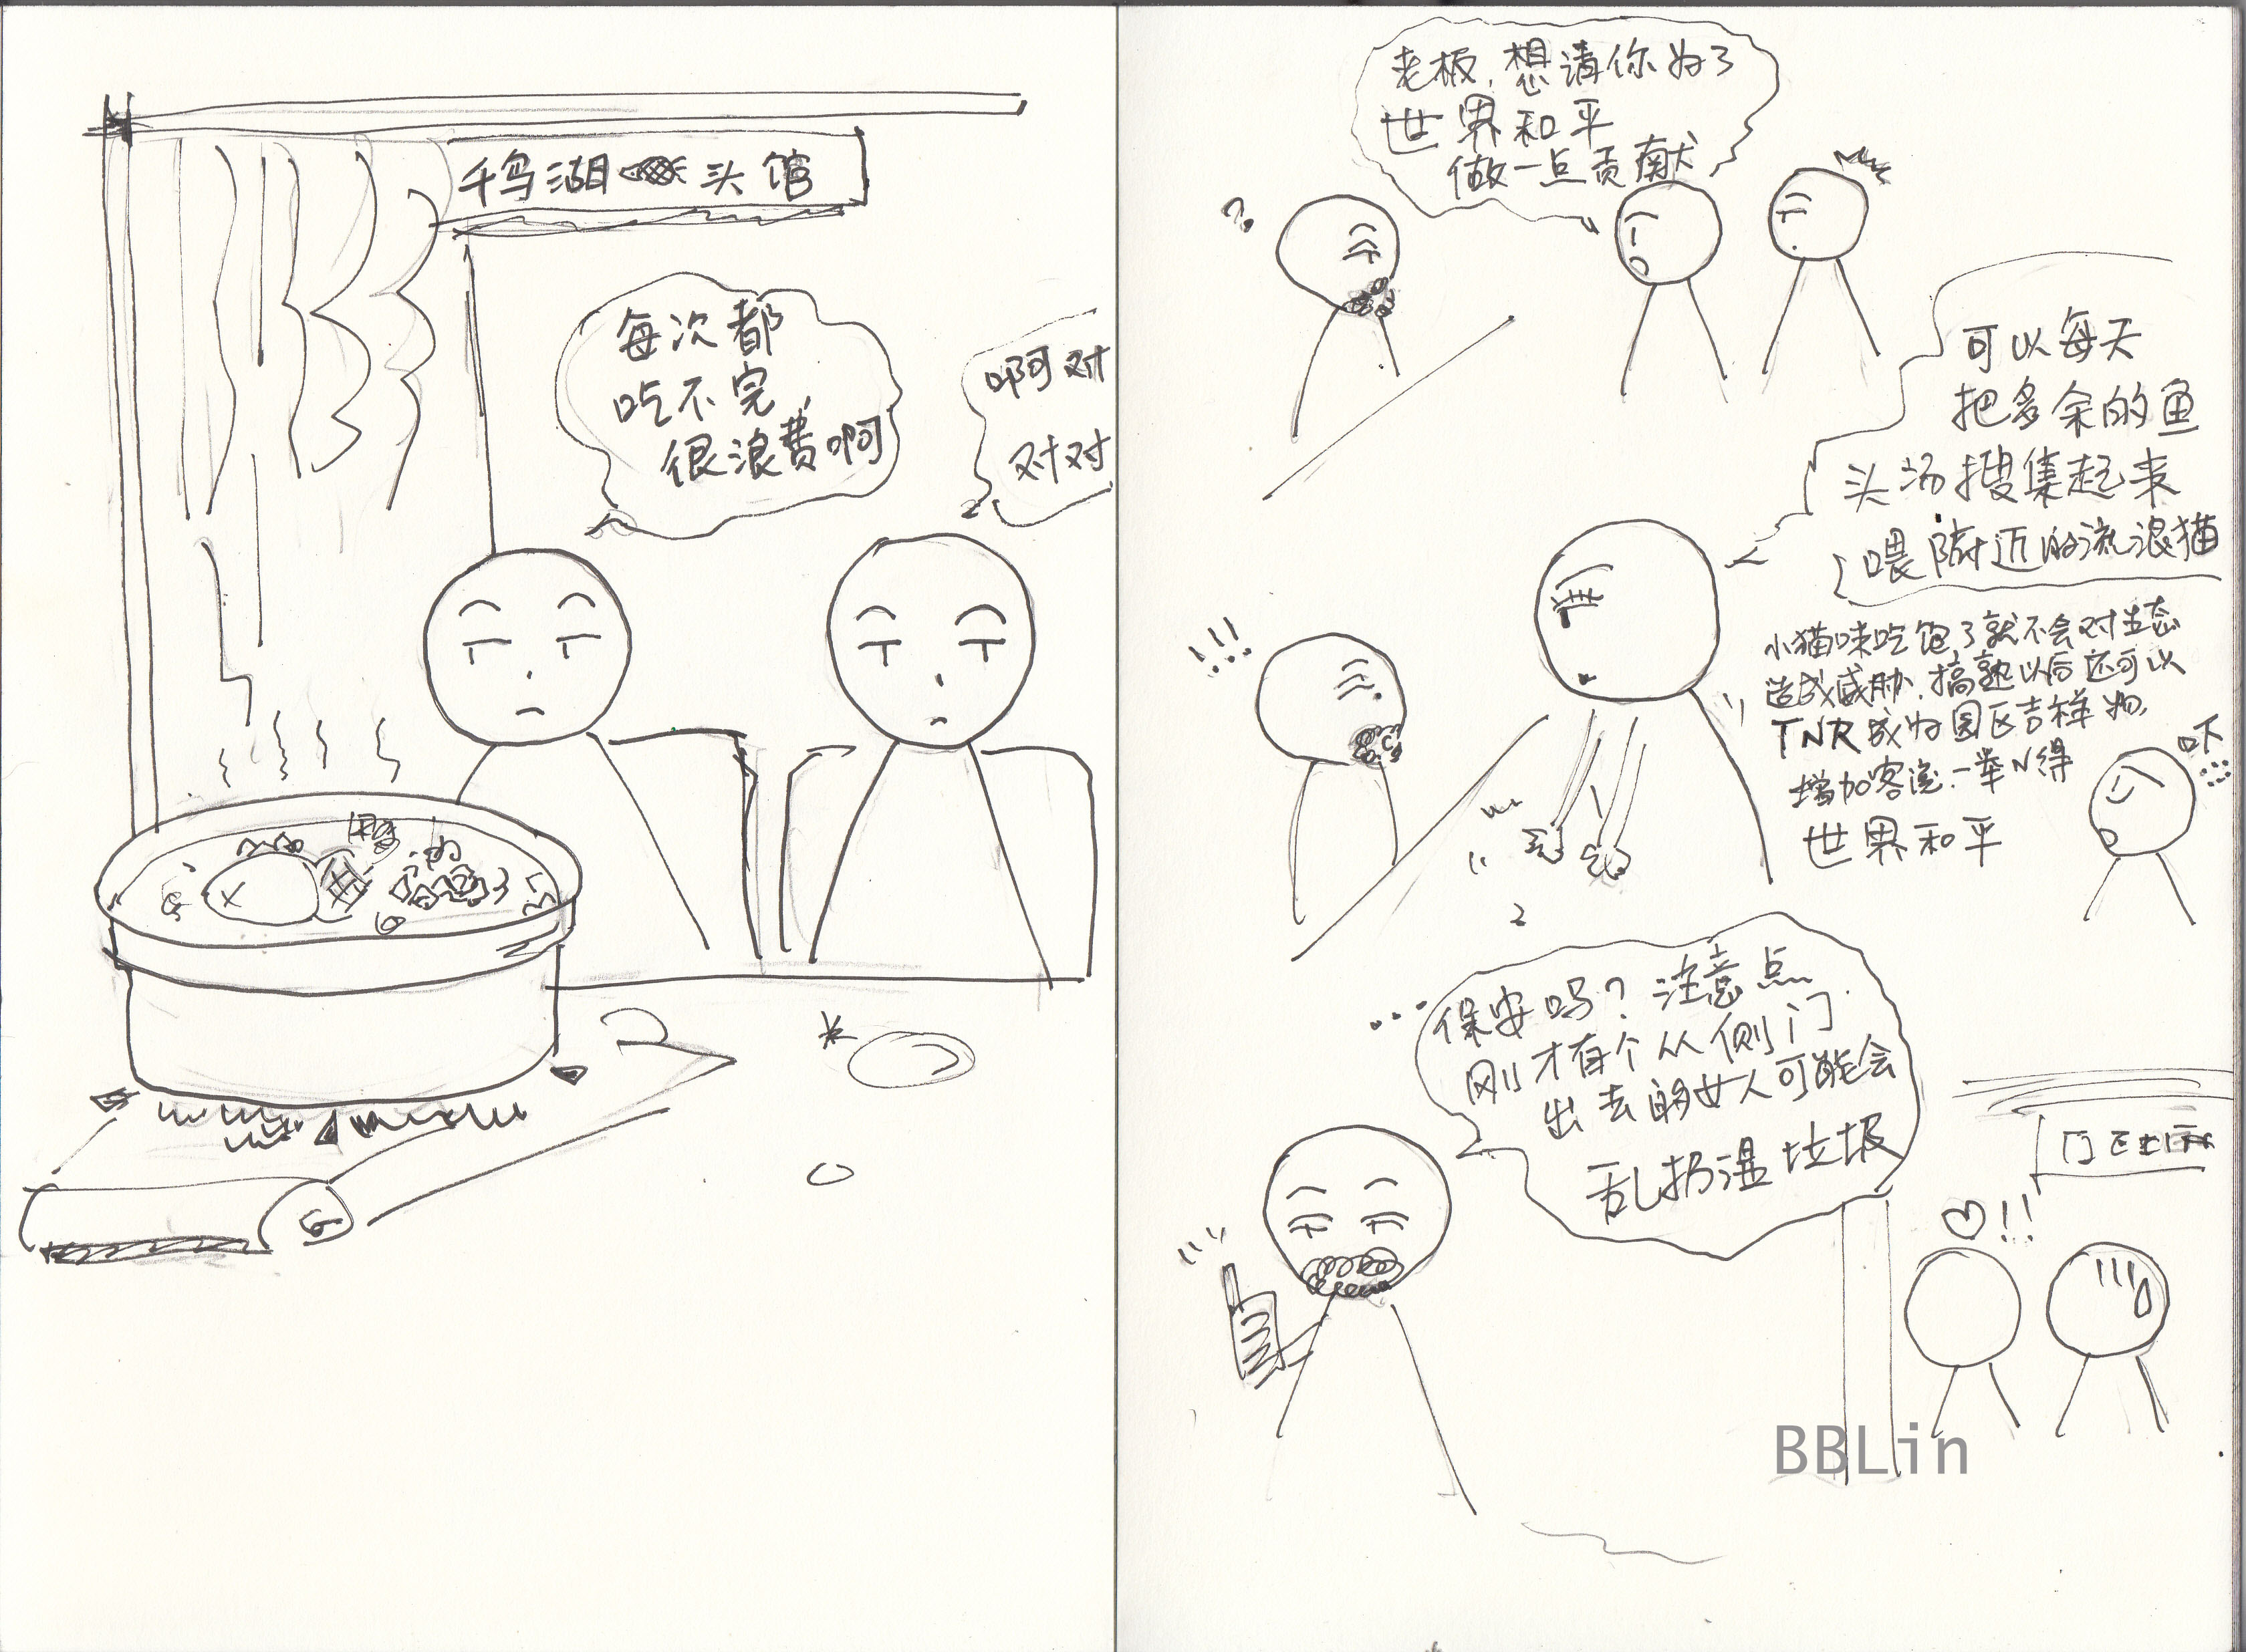 千鸟湖 头馆
每次都
吃不完,
很浪费啊
啊对
对对
老板,想请你为了
世界和平
做一点贡献
?
可以每天
把多余的鱼
头汤搜集起来
喂附近的流浪猫
!!!
小猫咪吃饱了就不会对生态
造成威胁,搞熟以后还可以
TNR成为园区吉祥物,
增加客流.一举N得
世界和平
...保安吗?注意点
刚才有个从侧门
出去的女人可能会
乱扔湿垃圾
!!
BBLin